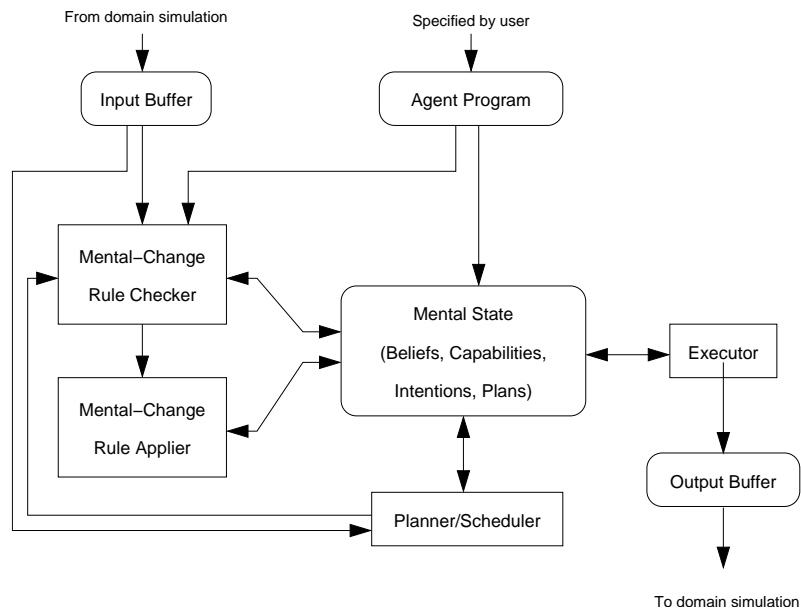 From domain simulation
Specified by user
Input Buffer
Agent Program
Mental−Change
Rule Checker
Mental State
(Beliefs, Capabilities,
Intentions, Plans)
Executor
Mental−Change
Rule Applier
Output Buffer
Planner/Scheduler
To domain simulation